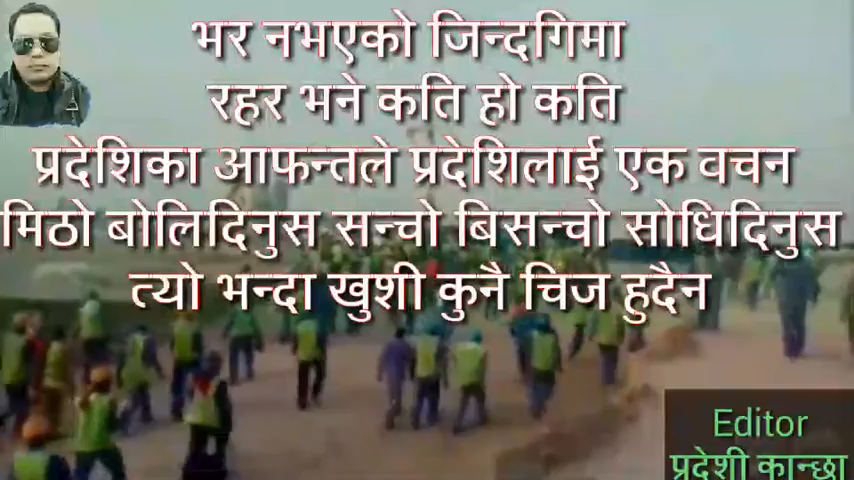 भर नभएको जिन्दगिमा
रहर भने कति हो कति
प्रदेशिका आफन्तले प्रदेशिलाई एक वचन
मिठो बोलिदिनुस सन्चो बिसन्चो सोधिदिनुस
त्यो भन्दा खुशी कुनै चिज हुदैन
Editor
प्रदेशी कान्छा